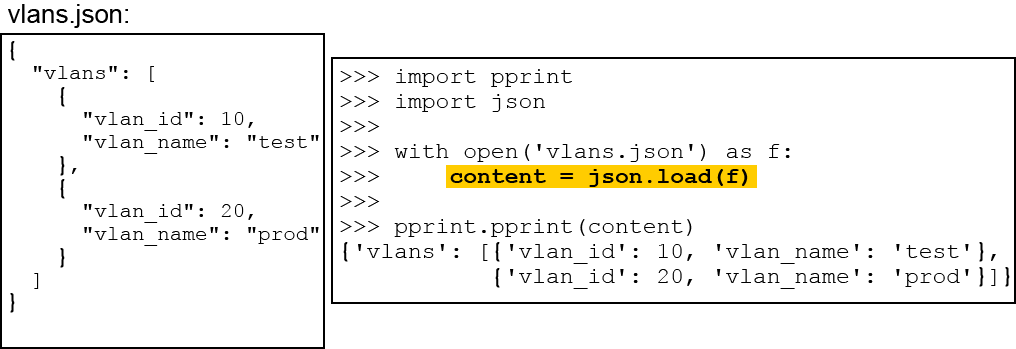 vlans.json:
{
  "vlans": [
    {
      "vlan_id": 10,
      "vlan_name": "test"
    },
    {
      "vlan_id": 20,
      "vlan_name": "prod"
    }
  ]
}
>>> import pprint
>>> import json
>>>
>>> with open('vlans.json') as f:
>>>     content = json.load(f)
>>>
>>> pprint.pprint(content)
{'vlans': [{'vlan_id': 10, 'vlan_name': 'test'},
           {'vlan_id': 20, 'vlan_name': 'prod'}]}